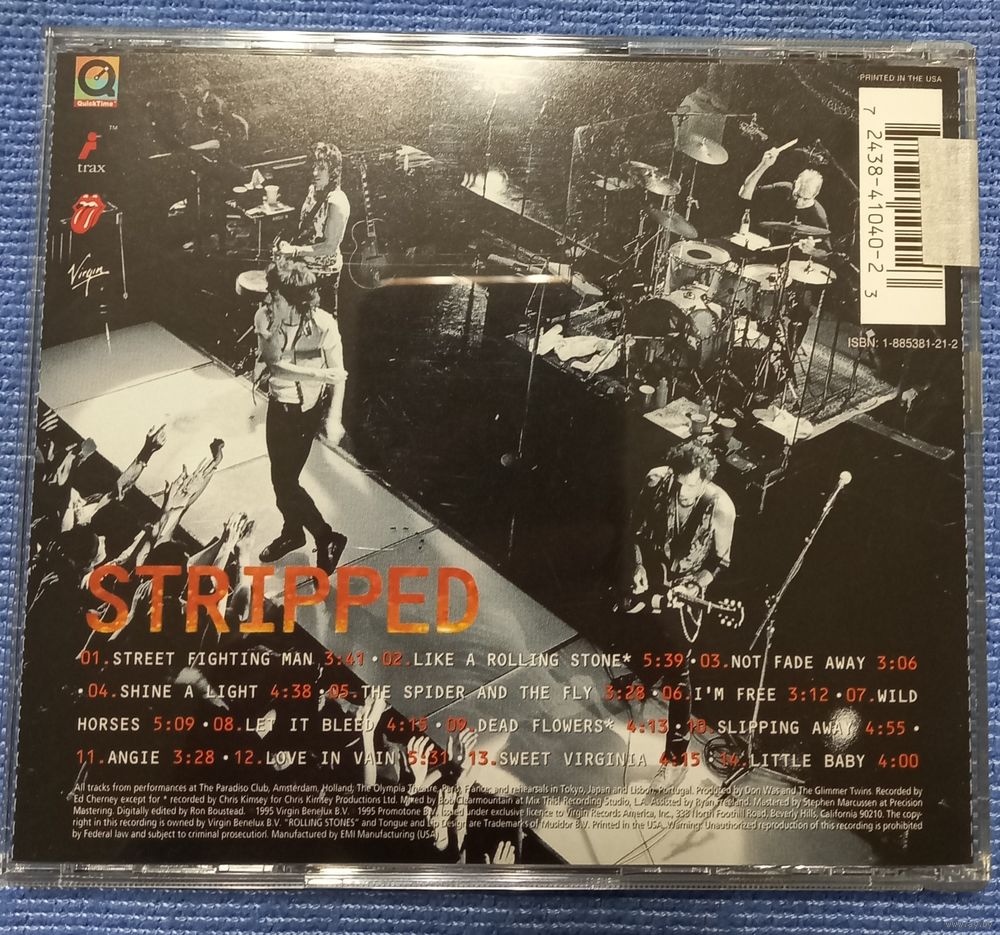 QuickTime™
PRINTED IN THE USA
TM
trax
Virgin
7 24384-1040-2 3
ISBN: 1-885381-21-2
STRIPPED
01.STREET FIGHTING MAN 3:41 • 02.LIKE A ROLLING STONE* 5:39 • 03.NOT FADE AWAY 3:06
• 04.SHINE A LIGHT 4:38 • 05.THE SPIDER AND THE FLY 3:28 • 06.I'M FREE 3:12 • 07.WILD
HORSES 5:09 • 08.LET IT BLEED 4:15 • 09.DEAD FLOWERS* 4:13 • 10.SLIPPING AWAY 4:55 •
11.ANGIE 3:28 • 12.LOVE IN VAIN 5:31 • 13.SWEET VIRGINIA 4:15 • 14.LITTLE BABY 4:00
All tracks from performances at The Paradiso Club, Amsterdam, Holland, The Olympia Theatre, Paris, France, and rehearsals in Tokyo, Japan and Lisbon, Portugal. Produced by Don Was and The Glimmer Twins. Recorded by
Ed Cherney except for * recorded by Chris Kimsey for Chris Kimsey Productions Ltd. Mixed by Bob Clearmountain at Mix This! Recording Studio, L.A. Assisted by Ryan Freeland. Mastered by Stephen Marcussen at Precision
Mastering. Digitally edited by Ron Boustead. 1995 Virgin Benelux B.V. 1995 Promotone B.V. Issued under exclusive licence to Virgin Records America, Inc., 338 North Foothill Road, Beverly Hills, California 90210. The copy-
right in this recording is owned by Virgin Benelux B.V. "ROLLING STONES" and Tongue and Lip Design are Trademarks of Musidor B.V. Printed in the USA. Warning: Unauthorized reproduction of this recording is prohibited
by Federal law and subject to criminal prosecution. Manufactured by EMI Manufacturing (USA)